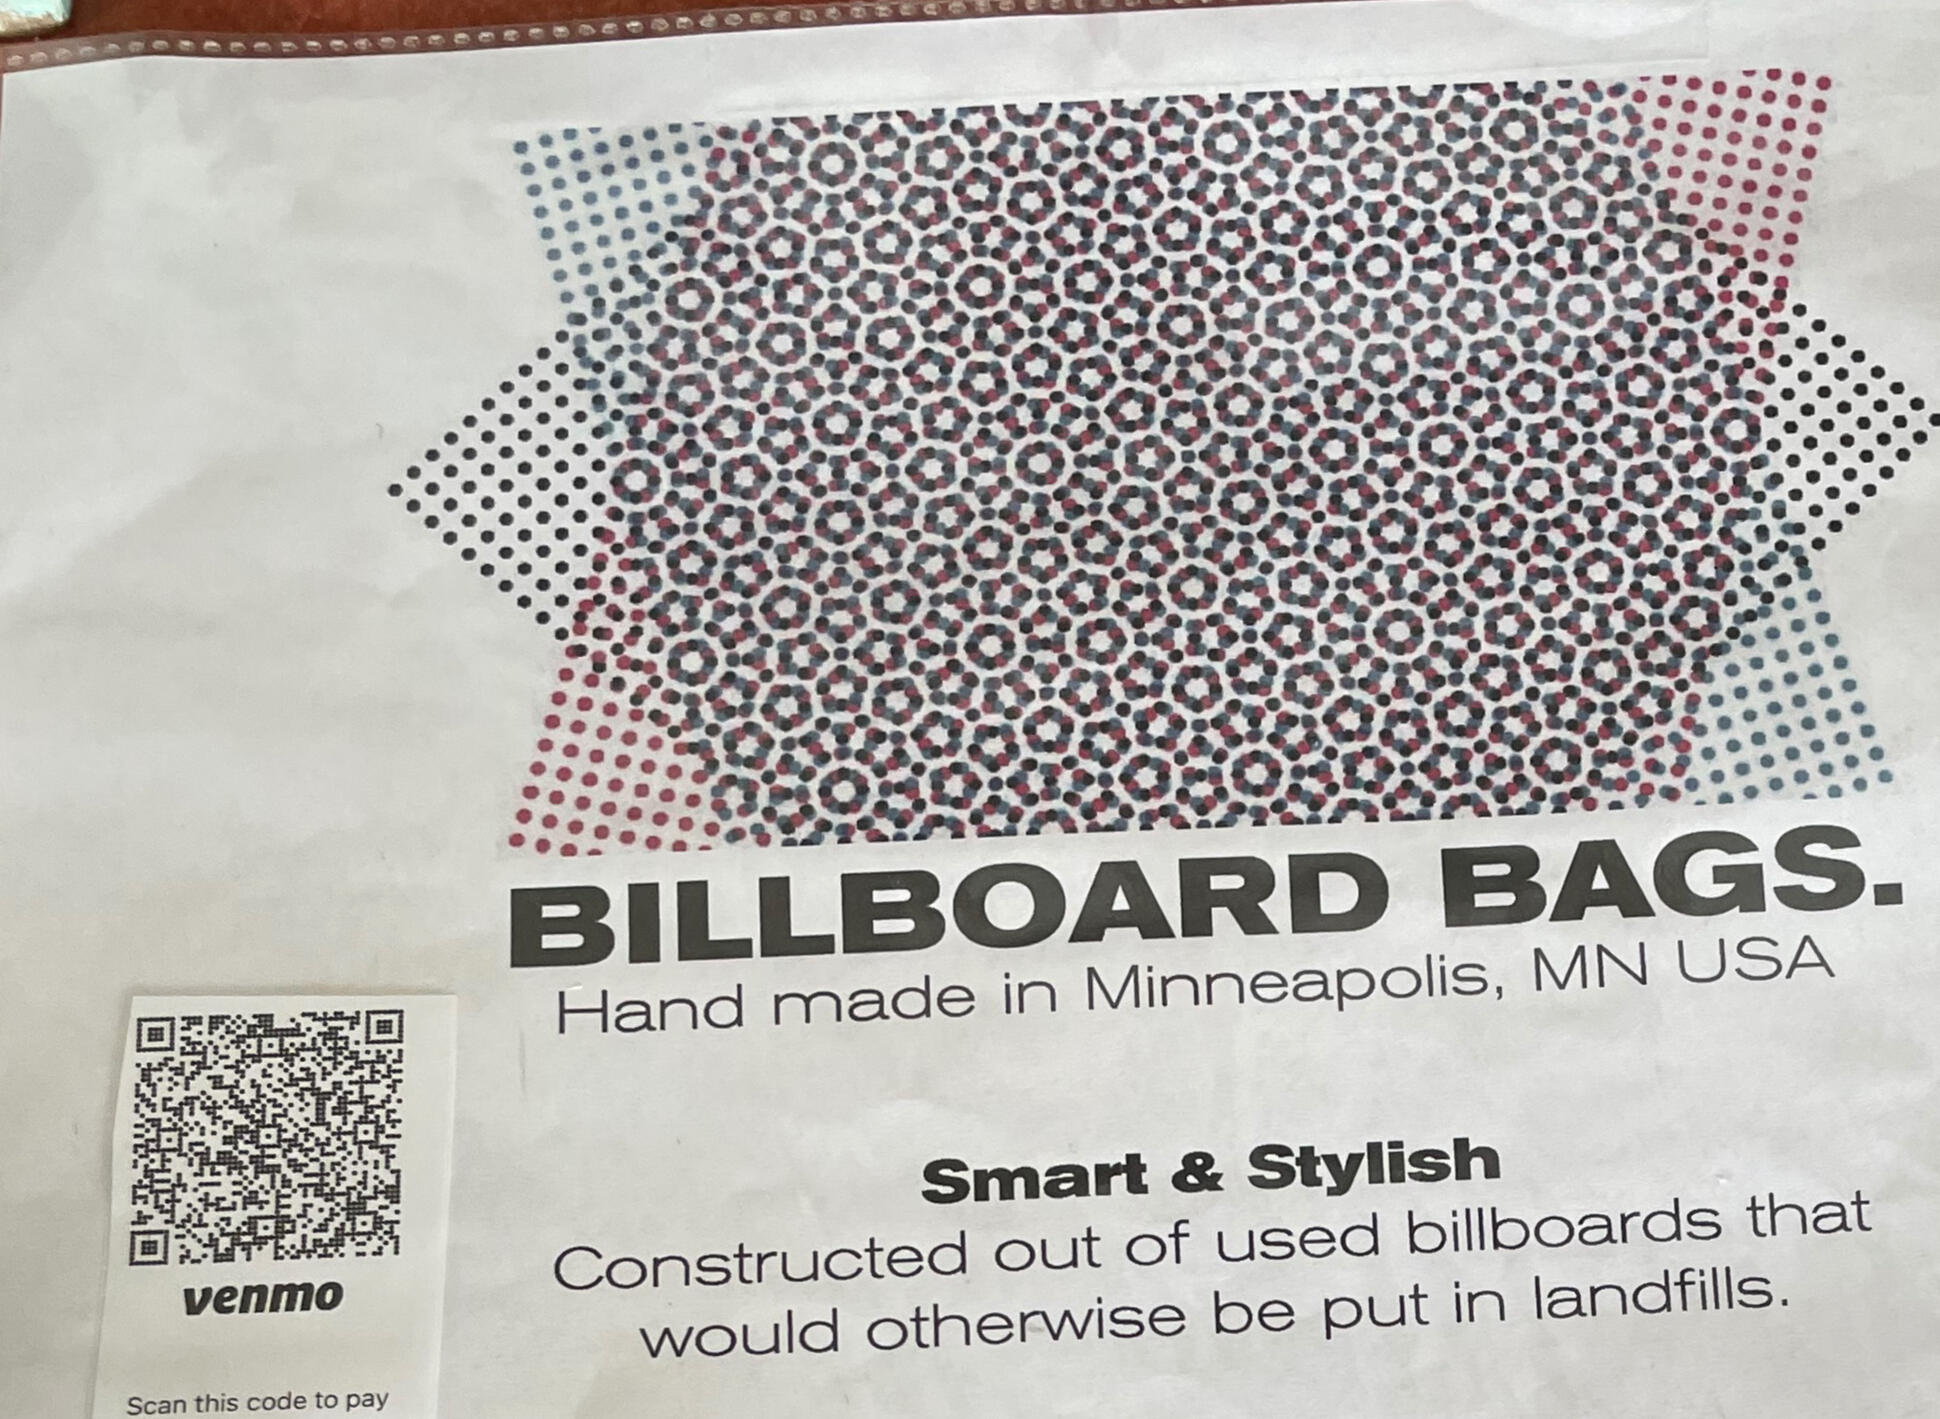 BILLBOARD BAGS.
Hand made in Minneapolis, MN USA
Smart & Stylish
Constructed out of used billboards that
would otherwise be put in landfills.
venmo
Scan this code to pay